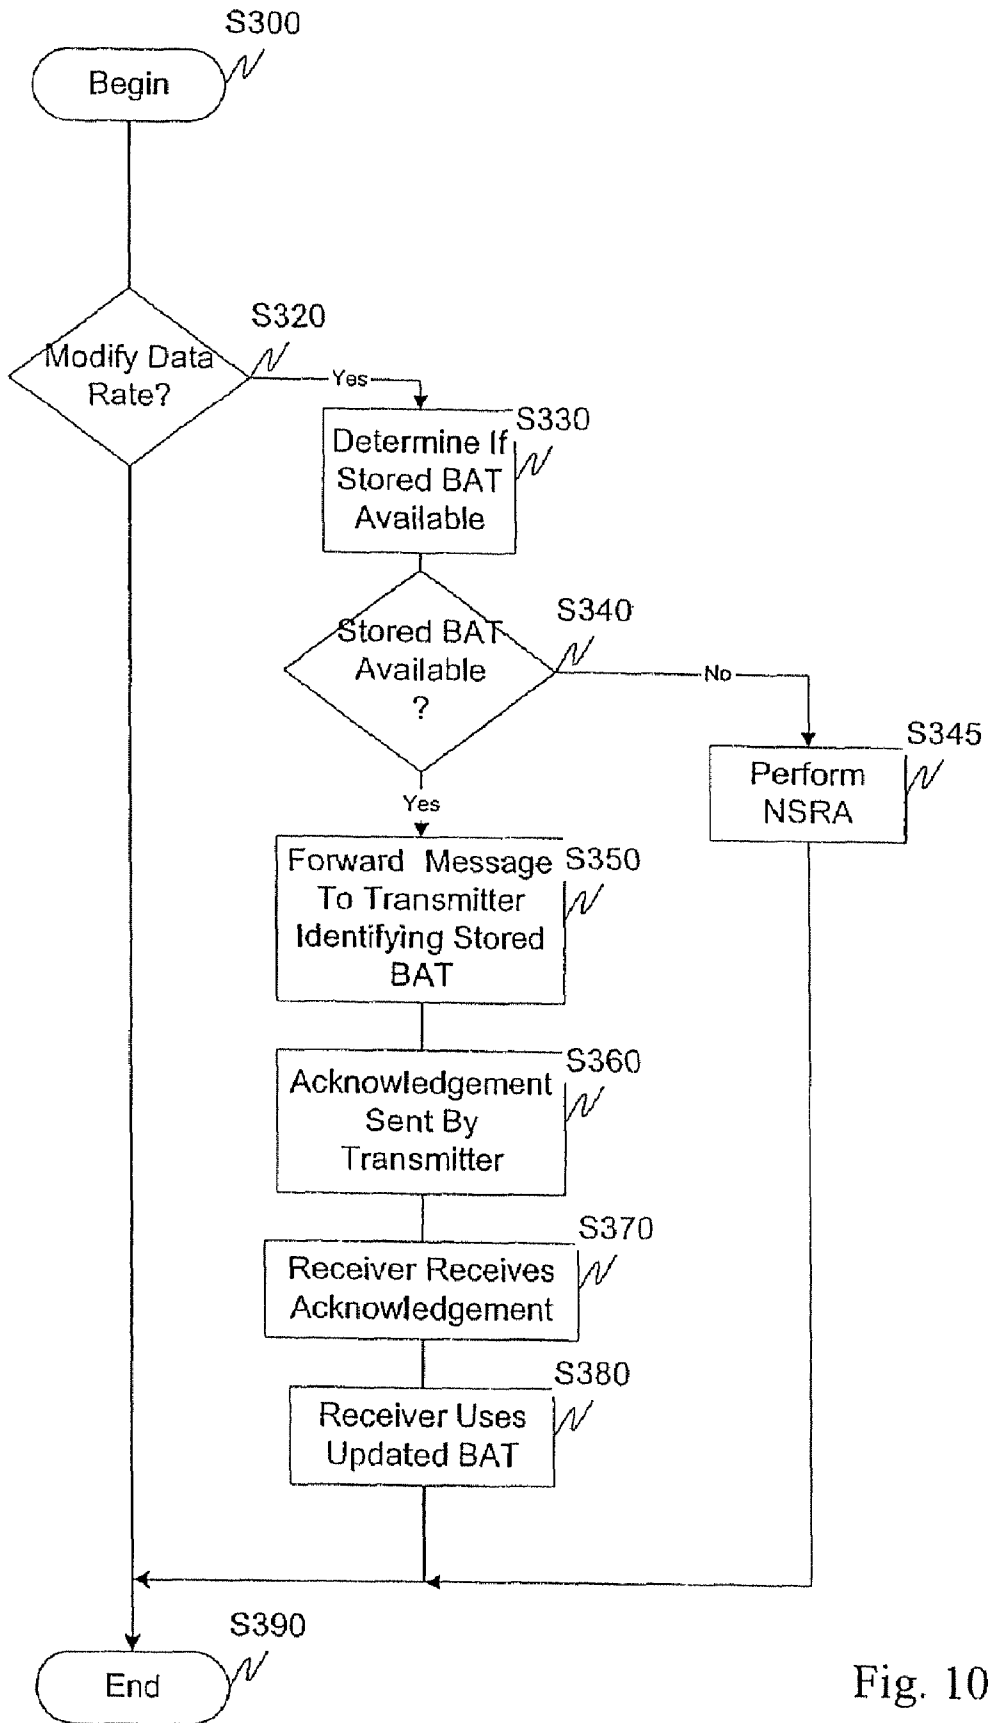 S300
Begin
S320
Modify Data
Rate?
Yes
S330
Determine If
Stored BAT
Available
S340
Stored BAT
Available
?
No
S345
Perform
NSRA
Yes
S350
Forward Message
To Transmitter
Identifying Stored
BAT
S360
Acknowledgement
Sent By
Transmitter
S370
Receiver Receives
Acknowledgement
S380
Receiver Uses
Updated BAT
S390
End
Fig. 10